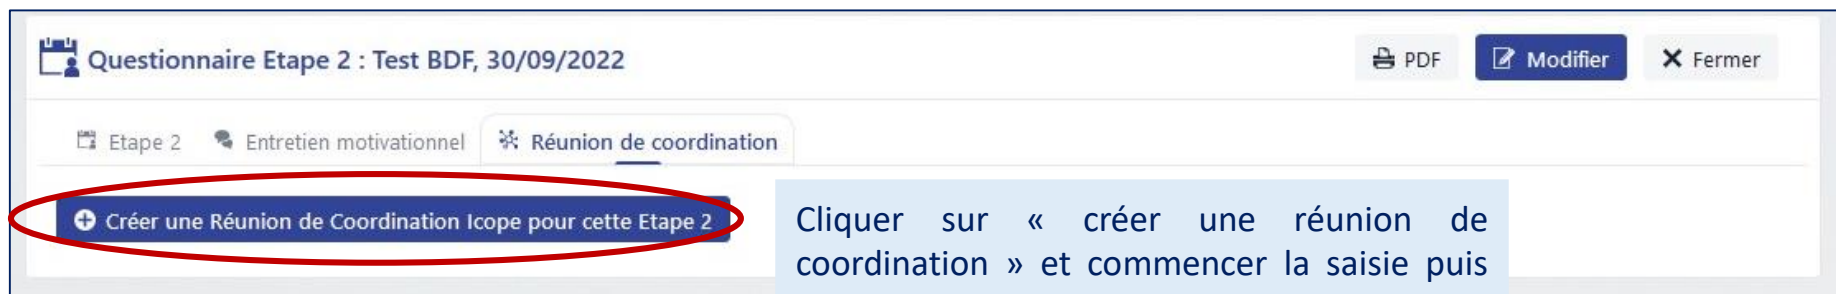 Questionnaire Etape 2 : Test BDF, 30/09/2022
PDF
Modifier
Fermer
Etape 2
Entretien motivationnel
Réunion de coordination
Créer une Réunion de Coordination Icope pour cette Etape 2
Cliquer sur « créer une réunion de
coordination » et commencer la saisie puis